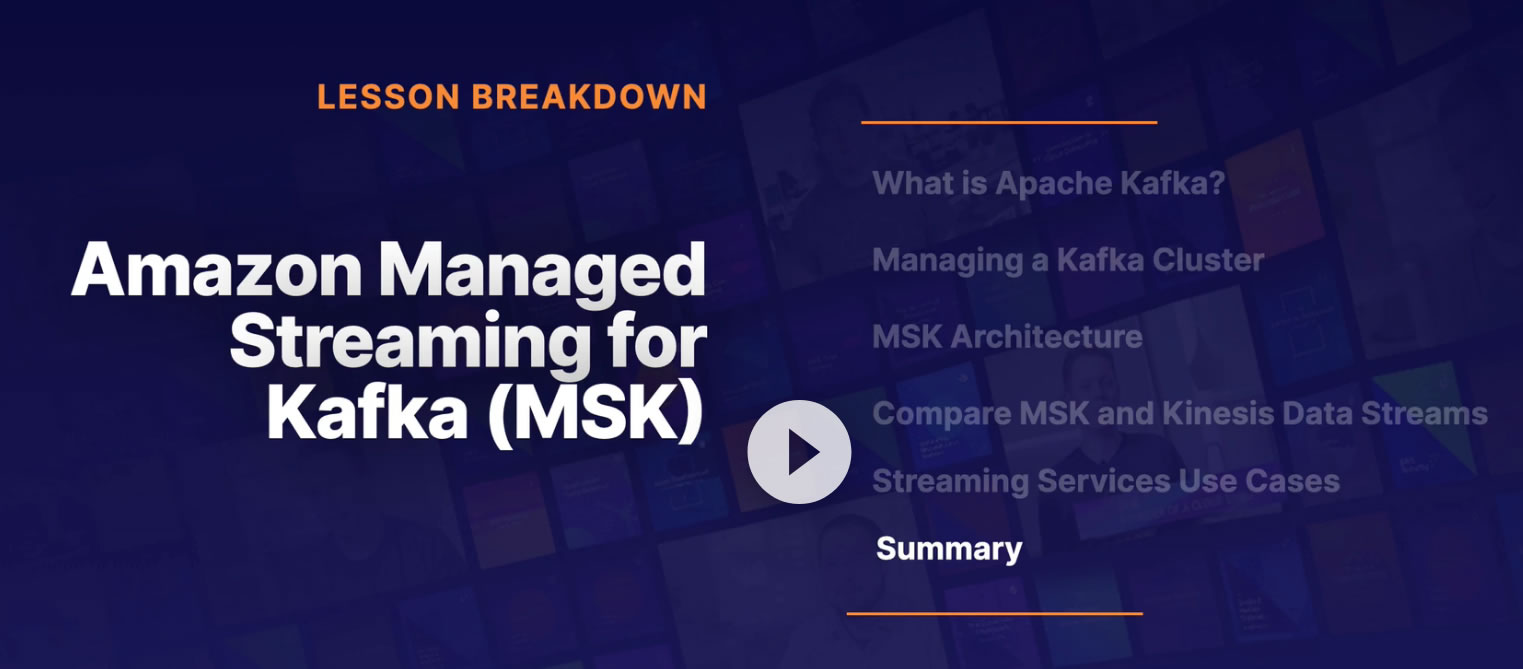 LESSON BREAKDOWN
Amazon Managed
Streaming for
Kafka (MSK)
What is Apache Kafka?
Managing a Kafka Cluster
MSK Architecture
Compare MSK and Kinesis Data Streams
Streaming Services Use Cases
Summary